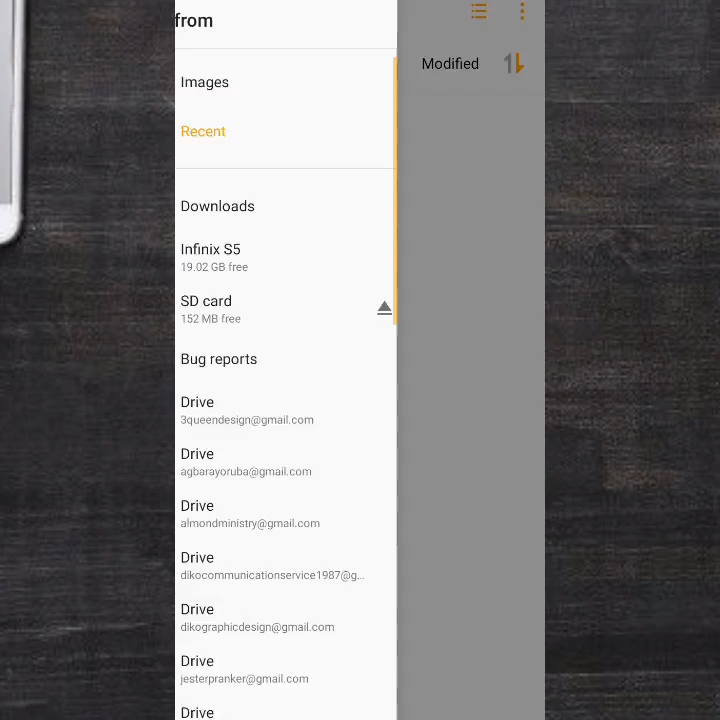 from
Modified
Images
Recent
Downloads
Infinix S5
19.02 GB free
SD card
152 MB free
Bug reports
Drive
3queendesign@gmail.com
Drive
agbarayoruba@gmail.com
Drive
almondministry@gmail.com
Drive
dikocommunicationservice1987@g...
Drive
dikographicdesign@gmail.com
Drive
jesterpranker@gmail.com
Drive